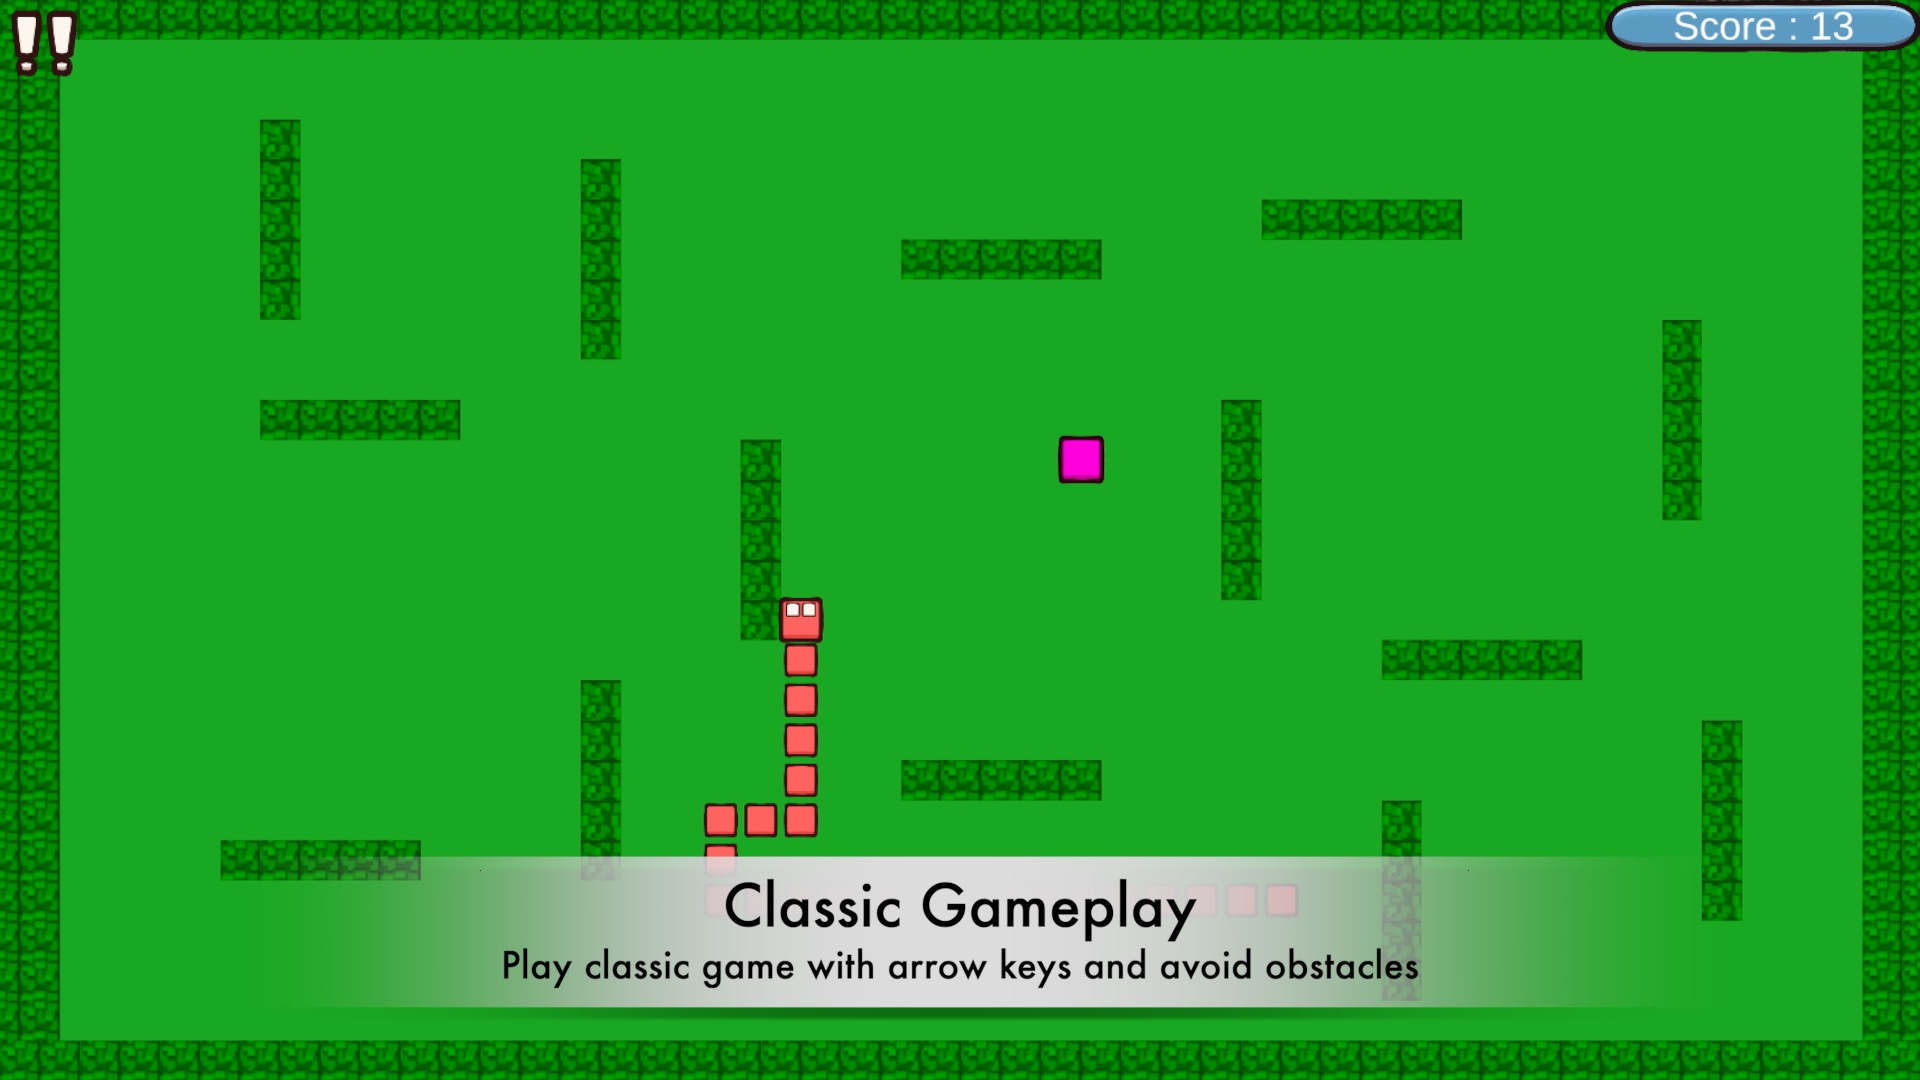 Score : 13
Classic Gameplay
Play classic game with arrow keys and avoid obstacles